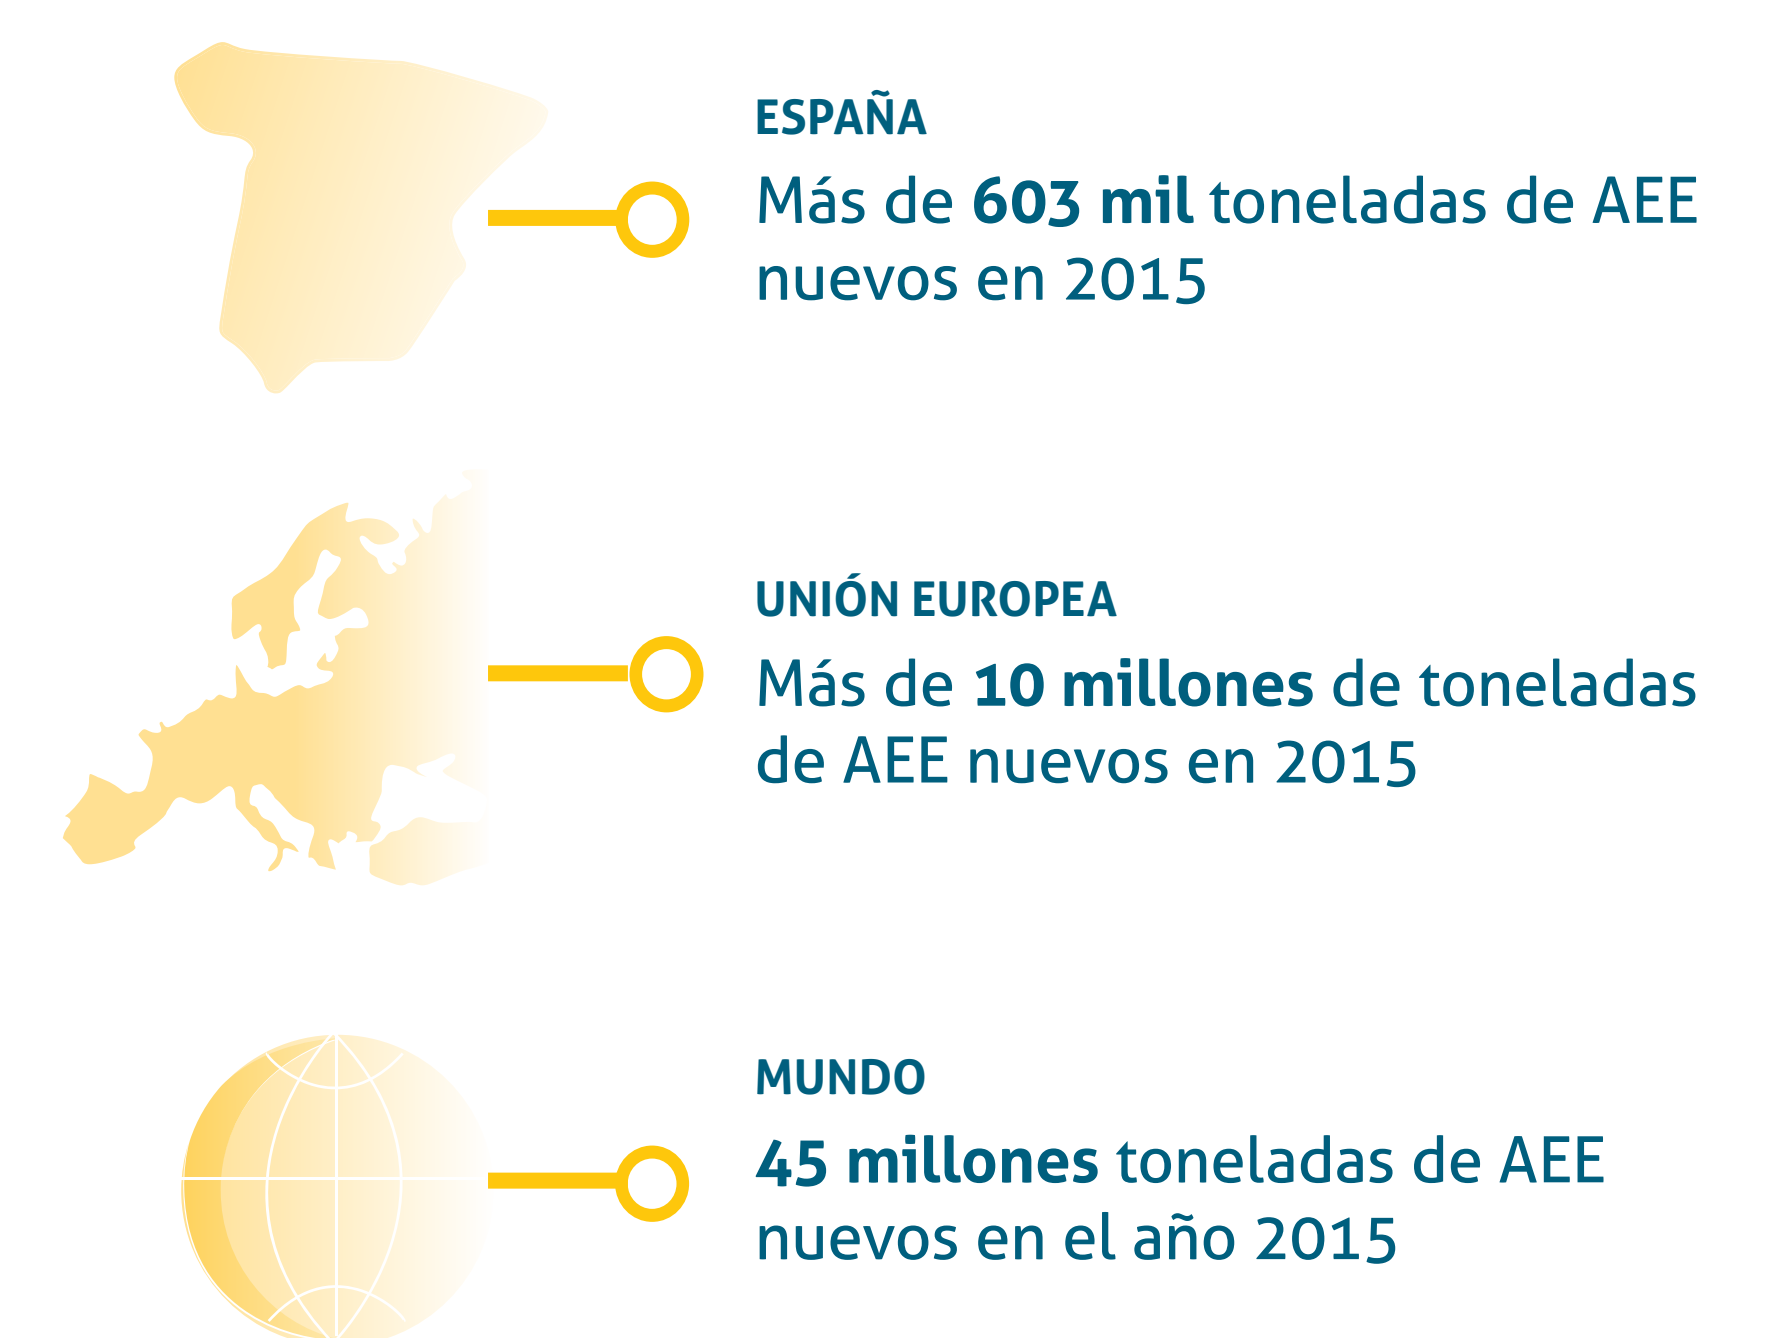 ESPAÑA
Más de 603 mil toneladas de AEE
nuevos en 2015
UNIÓN EUROPEA
Más de 10 millones de toneladas
de AEE nuevos en 2015
MUNDO
45 millones toneladas de AEE
nuevos en el año 2015